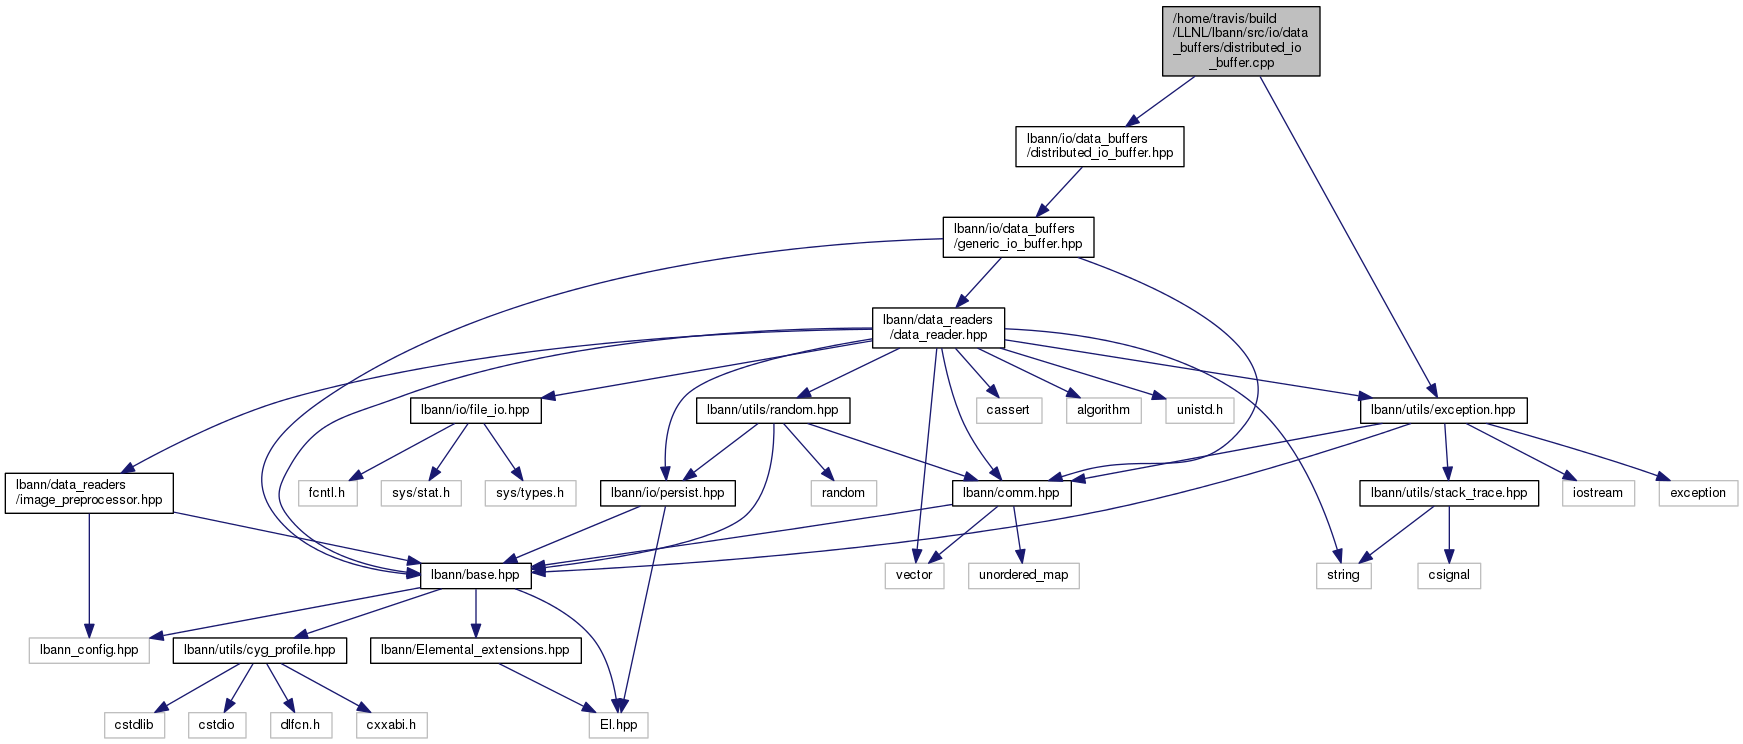 /home/travis/build
/LLNL/lbann/src/io/data
_buffers/distributed_io
_buffer.cpp
lbann/io/data_buffers
/distributed_io_buffer.hpp
lbann/io/data_buffers
/generic_io_buffer.hpp
lbann/data_readers
/data_reader.hpp
lbann/io/file_io.hpp
lbann/utils/random.hpp
cassert
algorithm
unistd.h
lbann/utils/exception.hpp
lbann/data_readers
/image_preprocessor.hpp
fcntl.h
sys/stat.h
sys/types.h
lbann/io/persist.hpp
random
lbann/comm.hpp
lbann/utils/stack_trace.hpp
iostream
exception
lbann/base.hpp
vector
unordered_map
string
csignal
lbann_config.hpp
lbann/utils/cyg_profile.hpp
lbann/Elemental_extensions.hpp
cstdlib
cstdio
dlfcn.h
cxxabi.h
El.hpp